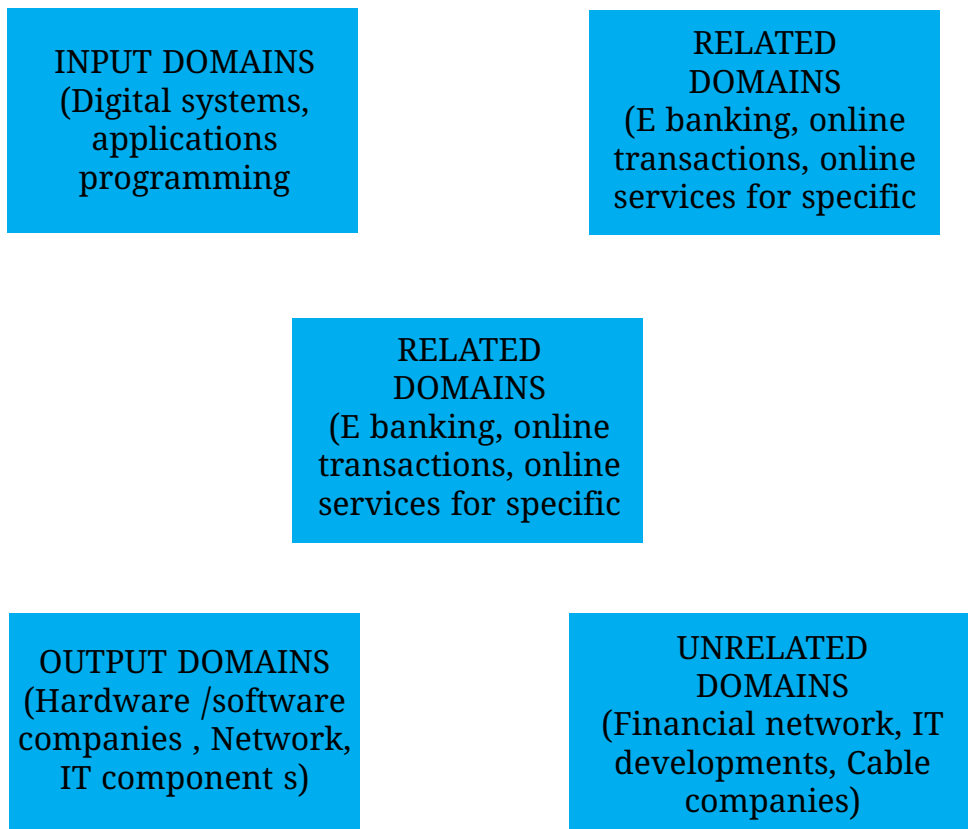 INPUT DOMAINS
(Digital systems,
applications
programming
RELATED
DOMAINS
(E banking, online
transactions, online
services for specific
RELATED
DOMAINS
(E banking, online
transactions, online
services for specific
OUTPUT DOMAINS
(Hardware /software
companies , Network,
IT component s)
UNRELATED
DOMAINS
(Financial network, IT
developments, Cable
companies)